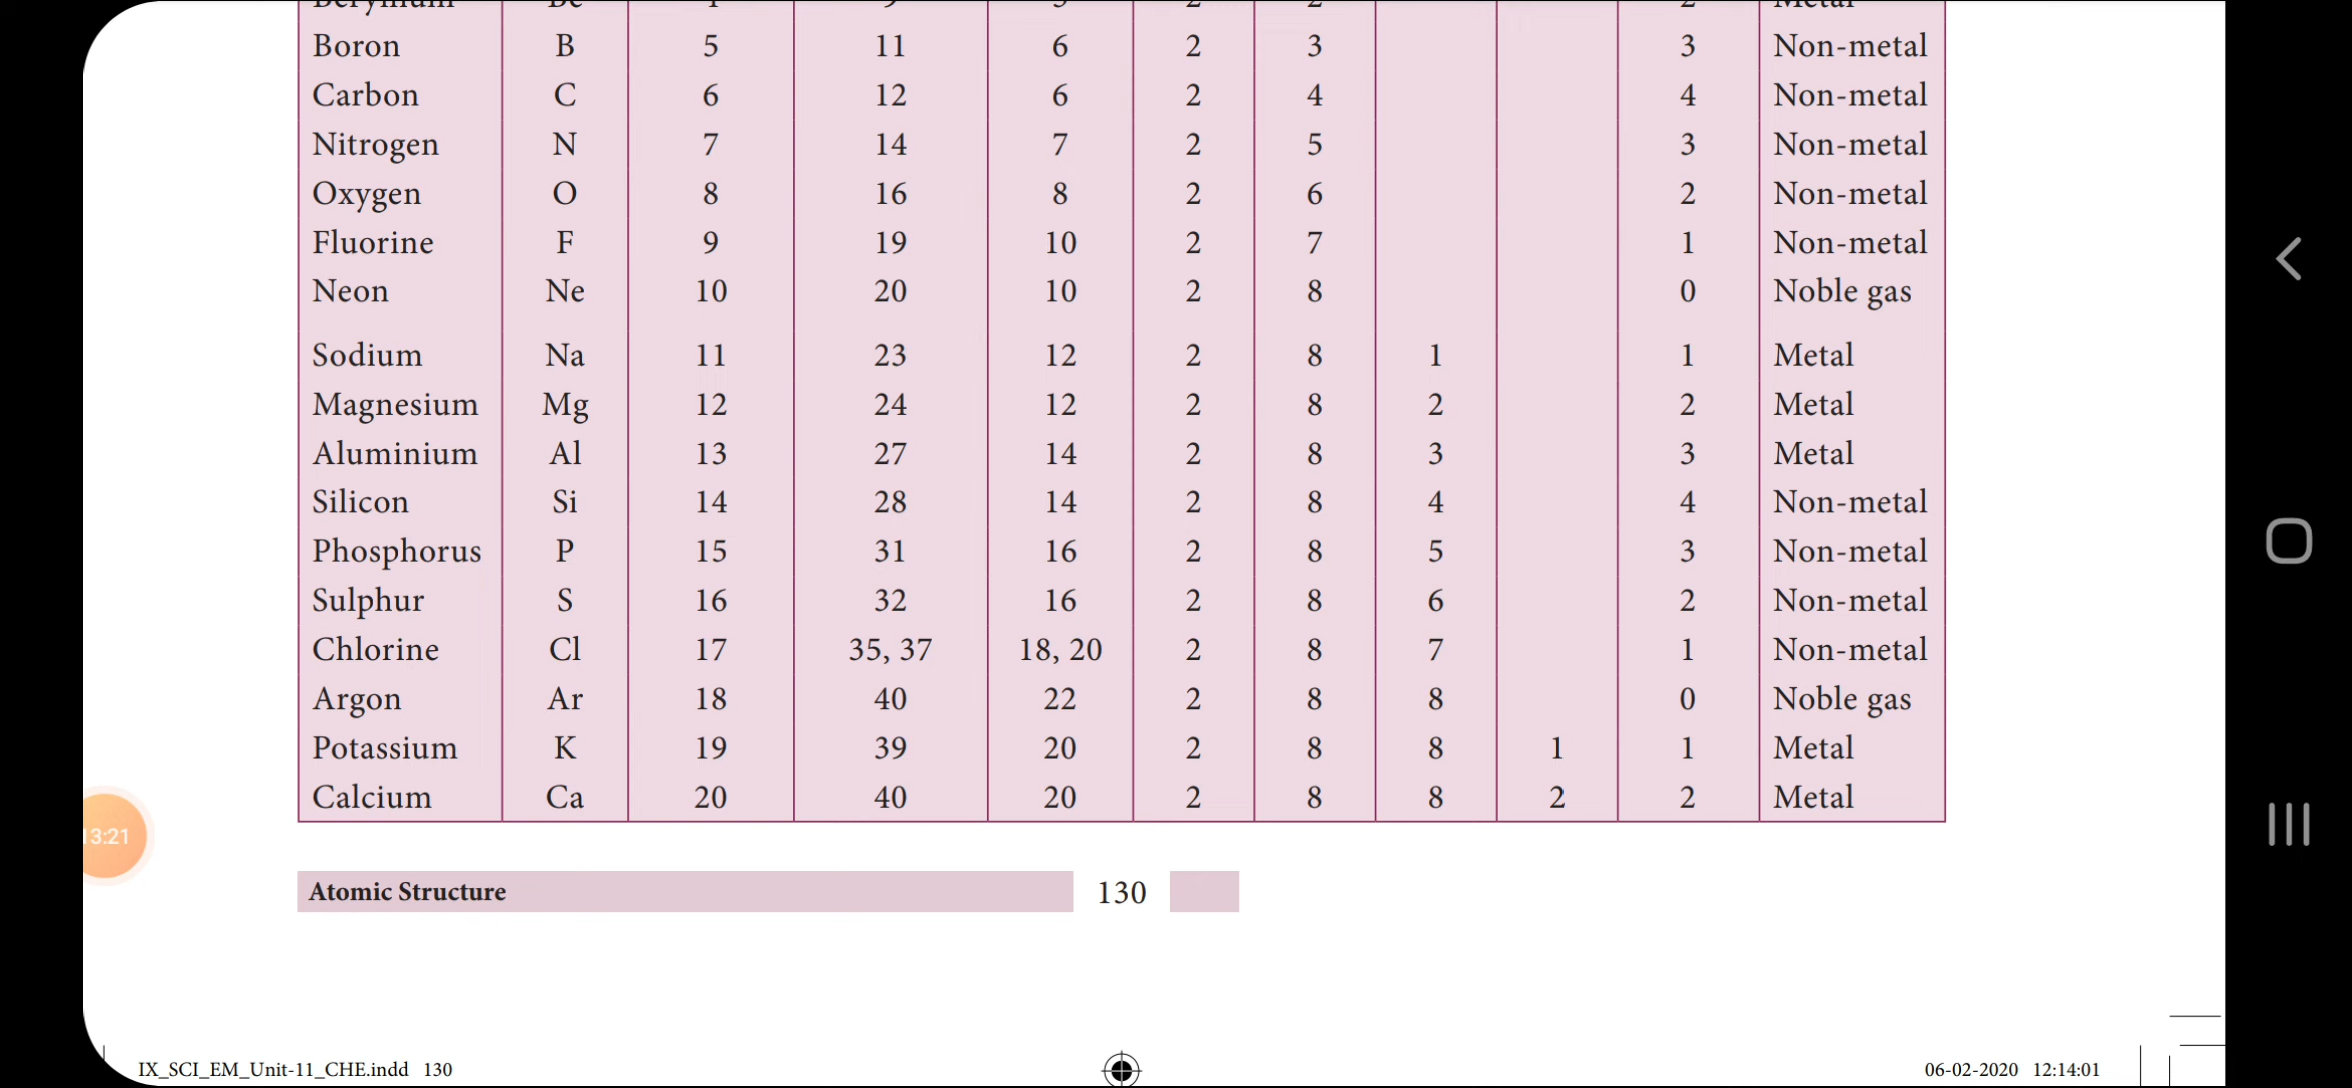 Boron B 5 11 6 2 3 3 Non-metal
Carbon C 6 12 6 2 4 4 Non-metal
Nitrogen N 7 14 7 2 5 3 Non-metal
Oxygen O 8 16 8 2 6 2 Non-metal
Fluorine F 9 19 10 2 7 1 Non-metal
Neon Ne 10 20 10 2 8 0 Noble gas
Sodium Na 11 23 12 2 8 1 1 Metal
Magnesium Mg 12 24 12 2 8 2 2 Metal
Aluminium Al 13 27 14 2 8 3 3 Metal
Silicon Si 14 28 14 2 8 4 4 Non-metal
Phosphorus P 15 31 16 2 8 5 3 Non-metal
Sulphur S 16 32 16 2 8 6 2 Non-metal
Chlorine Cl 17 35, 37 18, 20 2 8 7 1 Non-metal
Argon Ar 18 40 22 2 8 8 0 Noble gas
Potassium K 19 39 20 2 8 8 1 1 Metal
Calcium Ca 20 40 20 2 8 8 2 2 Metal
13:21
Atomic Structure 130
IX_SCI_EM_Unit-11_CHE.indd 130 06-02-2020 12:14:01